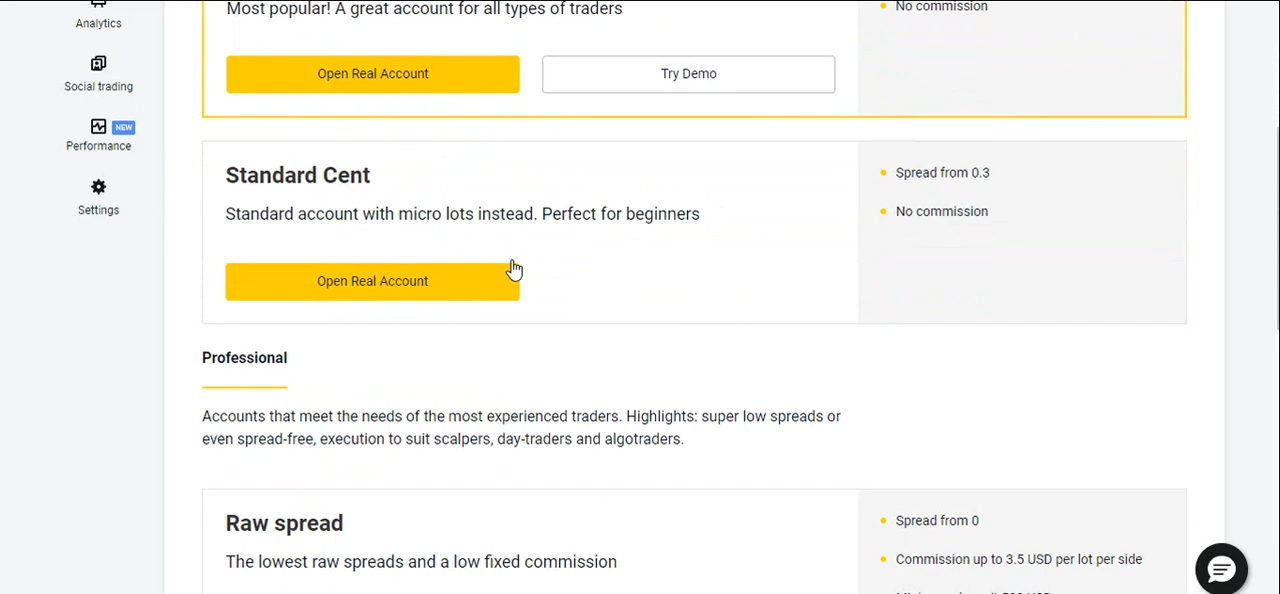 Analytics
Social trading
NEW
Performance
Settings
Most popular! A great account for all types of traders
No commission
Open Real Account
Try Demo
Standard Cent
Standard account with micro lots instead. Perfect for beginners
Spread from 0.3
No commission
Open Real Account
Professional
Accounts that meet the needs of the most experienced traders. Highlights: super low spreads or
even spread-free, execution to suit scalpers, day-traders and algotraders.
Raw spread
The lowest raw spreads and a low fixed commission
Spread from 0
Commission up to 3.5 USD per lot per side